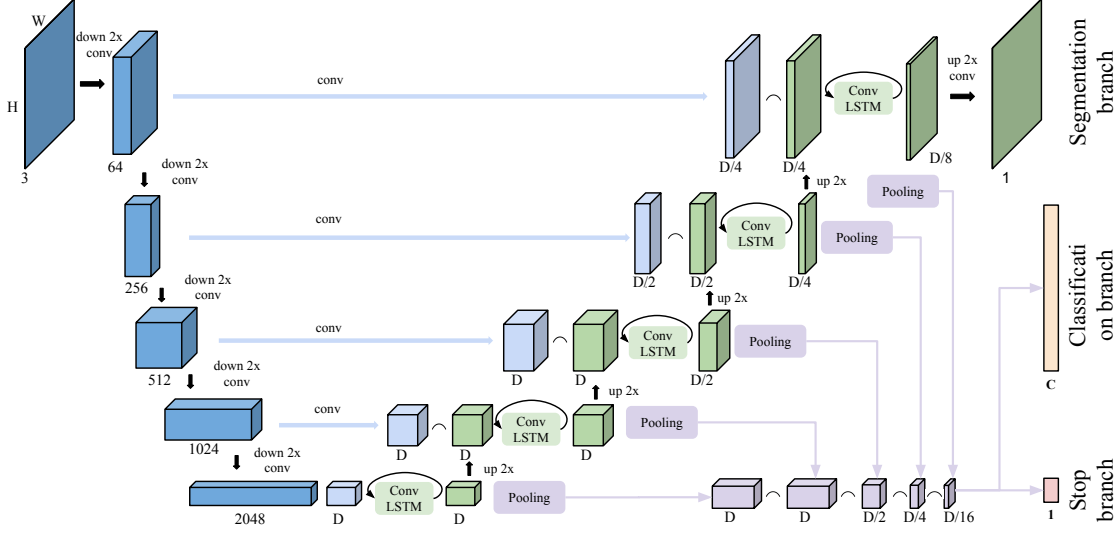 W
down 2x
conv
H
3
64
conv
D/4
D/4
Conv
LSTM
D/8
up 2x
conv
1
Segmentation
branch
down 2x
conv
up 2x
Pooling
256
conv
D/2
D/2
Conv
LSTM
D/4
Pooling
down 2x
conv
up 2x
512
conv
D
D
Conv
LSTM
D/2
Pooling
Classificati
on branch
C
down 2x
conv
up 2x
1024
conv
D
D
Conv
LSTM
D
Pooling
down 2x
conv
up 2x
2048
D
Conv
LSTM
D
Pooling
D
D
D/2
D/4
D/16
1
Stop
branch